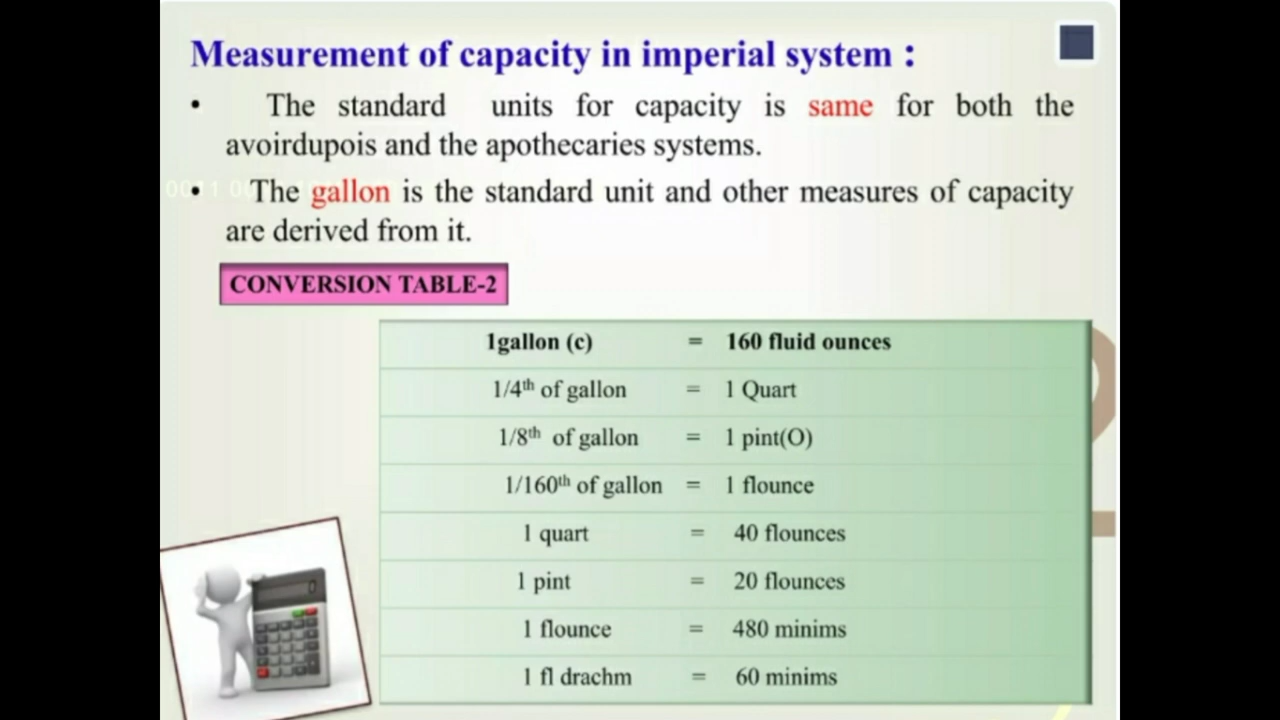 Measurement of capacity in imperial system :
• The standard units for capacity is same for both the
avoirdupois and the apothecaries systems.
• The gallon is the standard unit and other measures of capacity
are derived from it.
CONVERSION TABLE-2
1gallon (c) = 160 fluid ounces
1/4th of gallon = 1 Quart
1/8th of gallon = 1 pint(O)
1/160th of gallon = 1 flounce
1 quart = 40 flounces
1 pint = 20 flounces
1 flounce = 480 minims
1 fl drachm = 60 minims